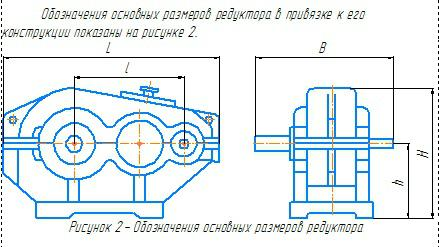 Обозначения основных размеров редуктора в привязке к его
конструкции показаны на рисунке 2.
L
l
B
H
h
Рисунок 2 - Обозначения основных размеров редуктора